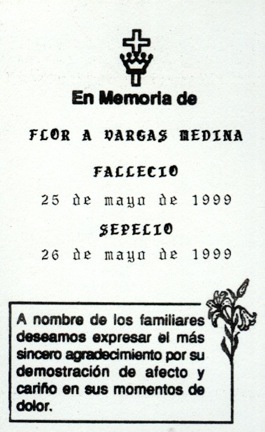 En Memoria de
FLOR A VARGAS MEDINA
FALLECIO
25 de mayo de 1999
SEPELIO
26 de mayo de 1999
A nombre de los familiares
deseamos expresar el más
sincero agradecimiento por su
demostración de afecto y
cariño en sus momentos de
dolor.